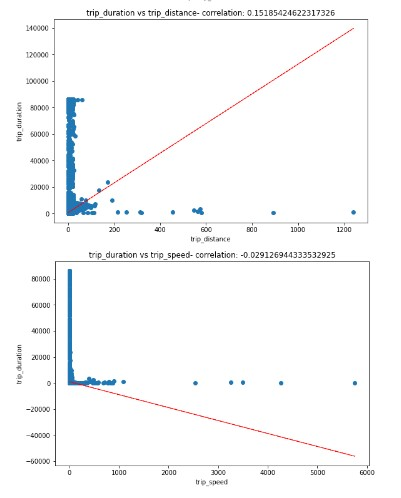 trip_duration vs trip_distance- correlation: 0.15185424622317326
140000
120000
100000
80000
60000
40000
20000
0
trip_duration
0 200 400 600 800 1000 1200
trip_distance
trip_duration vs trip_speed- correlation: -0.029126944333532925
80000
60000
40000
20000
0
−20000
−40000
−60000
trip_duration
0 1000 2000 3000 4000 5000 6000
trip_speed